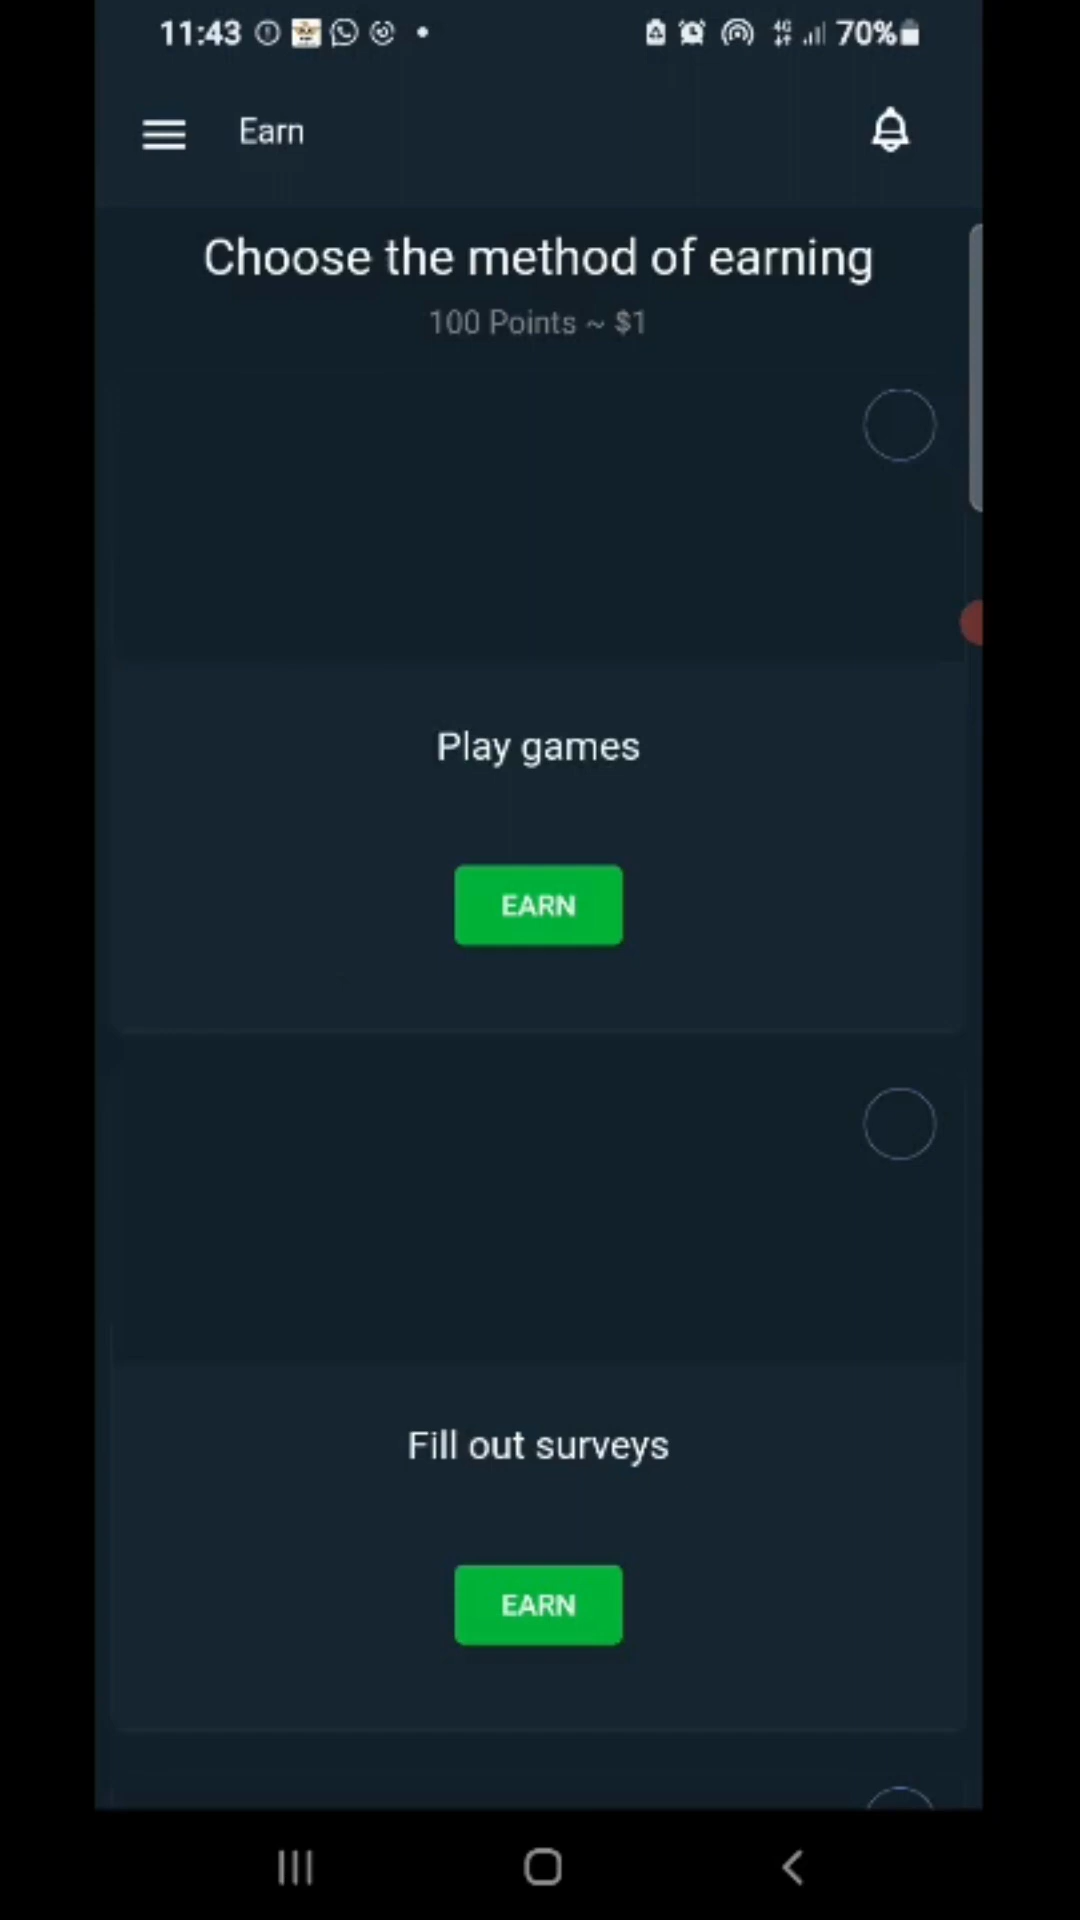 11:43
4G 70%
Earn
Choose the method of earning
100 Points ~ $1
Play games
EARN
Fill out surveys
EARN